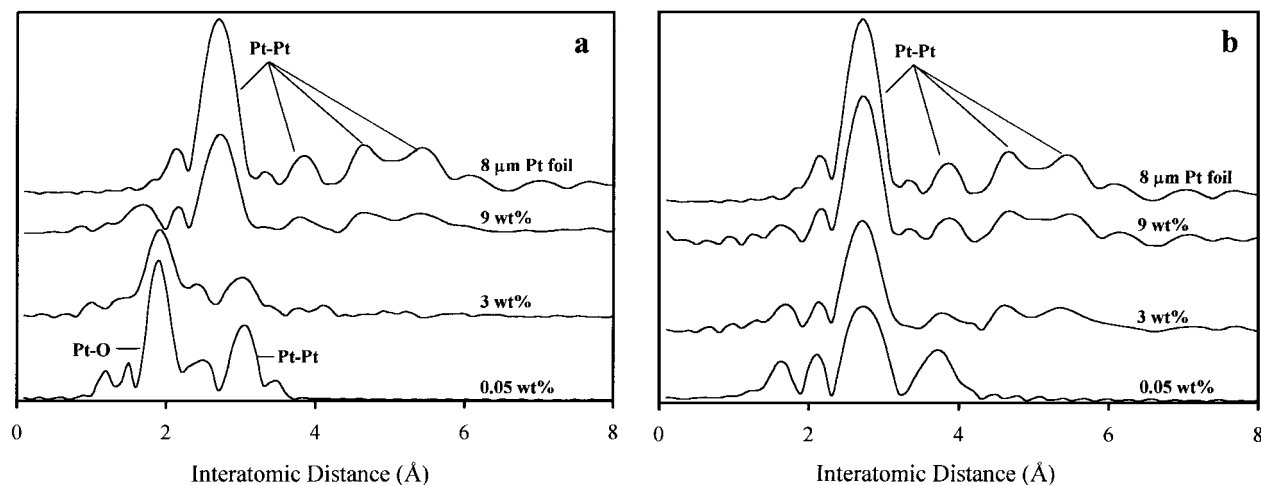 a
Pt-Pt
8 μm Pt foil
9 wt%
3 wt%
Pt-O
Pt-Pt
0.05 wt%
0 2 4 6 8
Interatomic Distance (Å)
b
Pt-Pt
8 μm Pt foil
9 wt%
3 wt%
0.05 wt%
0 2 4 6 8
Interatomic Distance (Å)